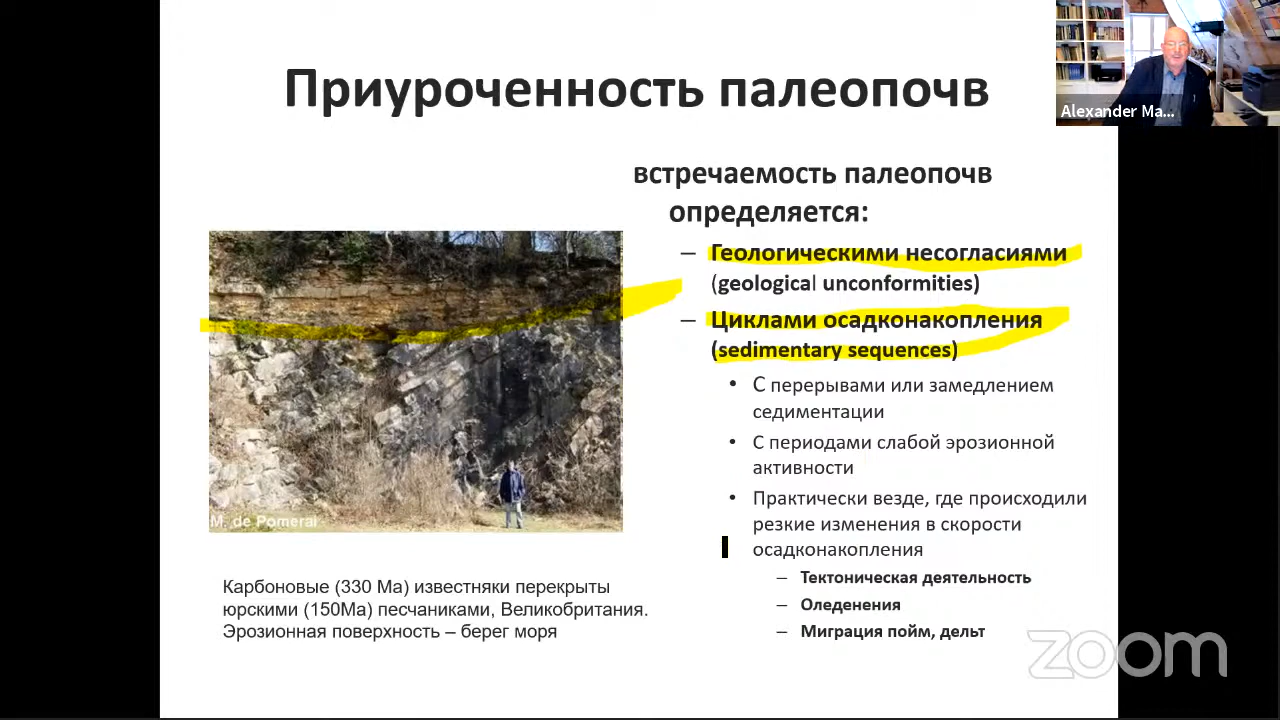 Приуроченность палеопочв
Alexander Ma...
встречаемость палеопочв
определяется:
– Геологическими несогласиями
(geological unconformities)
– Циклами осадконакопления
(sedimentary sequences)
• С перерывами или замедлением
седиментации
• С периодами слабой эрозионной
активности
• Практически везде, где происходили
резкие изменения в скорости
осадконакопления
– Тектоническая деятельность
– Оледенения
– Миграция пойм, дельт
M. de Pomerai
Карбоновые (330 Ма) известняки перекрыты
юрскими (150Ма) песчаниками, Великобритания.
Эрозионная поверхность – берег моря
zoom